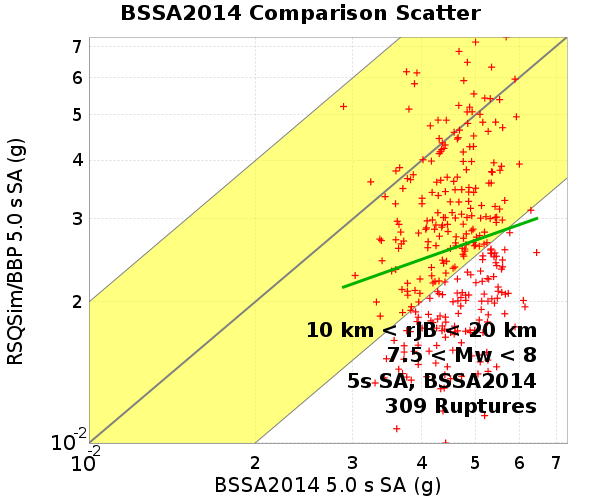 BSSA2014 Comparison Scatter
RSQSim/BBP 5.0 s SA (g)
7
6
5
4
3
2
10-2
10 km < rJB < 20 km
7.5 < Mw < 8
5s SA, BSSA2014
309 Ruptures
10-2 2 3 4 5 6 7
BSSA2014 5.0 s SA (g)